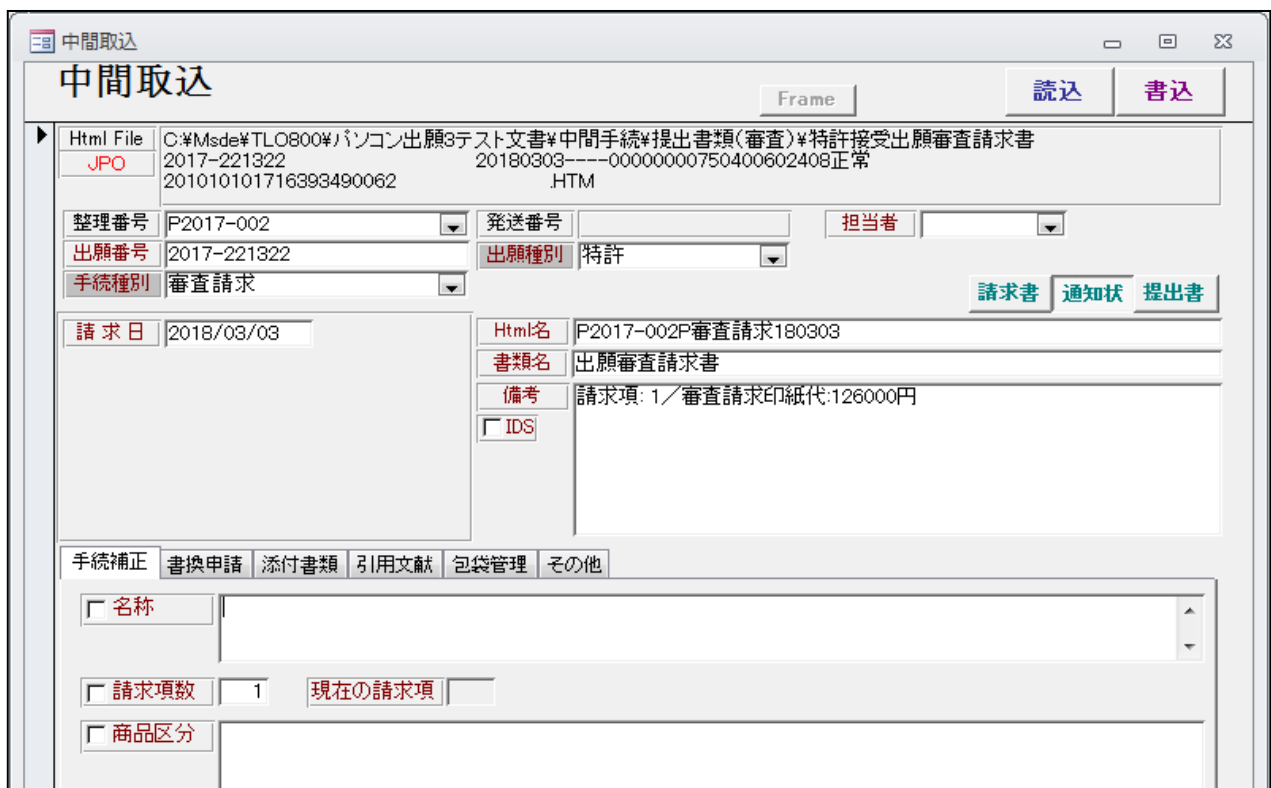 中間取込
中間取込
Frame
読込
書込
Html File
C:¥Msde¥TLO800¥パソコン出願3テスト文書¥中間手続¥提出書類(審査)¥特許接受出願審査請求書
JPO
2017-221322 20180303----00000000750400602408正常
201010101716393490062 .HTM
整理番号 P2017-002 発送番号 担当者
出願番号 2017-221322 出願種別 特許
手続種別 審査請求
請求書 通知状 提出書
請求日 2018/03/03 Html名 P2017-002P審査請求180303
書類名 出願審査請求書
備考 請求項: 1/審査請求印紙代:126000円
IDS
手続補正 書換申請 添付書類 引用文献 包袋管理 その他
名称
請求項数 1 現在の請求項
商品区分